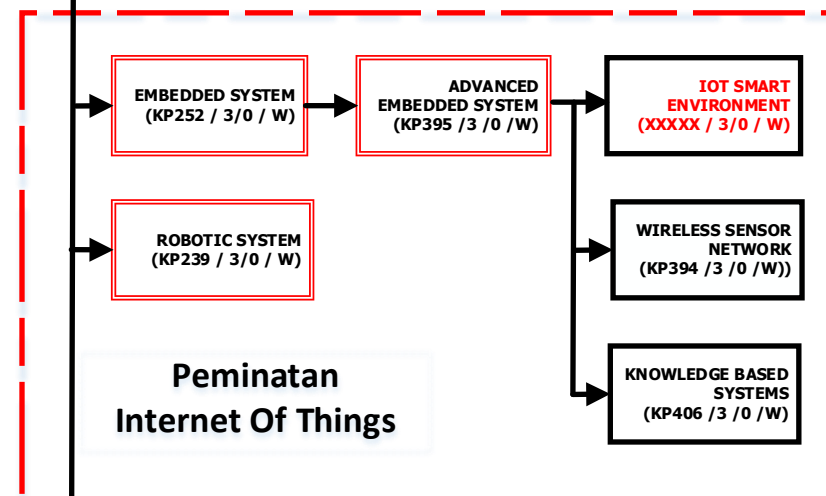 EMBEDDED SYSTEM
(KP252 / 3/0 / W)
ADVANCED
EMBEDDED SYSTEM
(KP395 /3 /0 /W)
IOT SMART
ENVIRONMENT
(XXXXX / 3/0 / W)
ROBOTIC SYSTEM
(KP239 / 3/0 / W)
WIRELESS SENSOR
NETWORK
(KP394 /3 /0 /W))
KNOWLEDGE BASED
SYSTEMS
(KP406 /3 /0 /W)
Peminatan
Internet Of Things